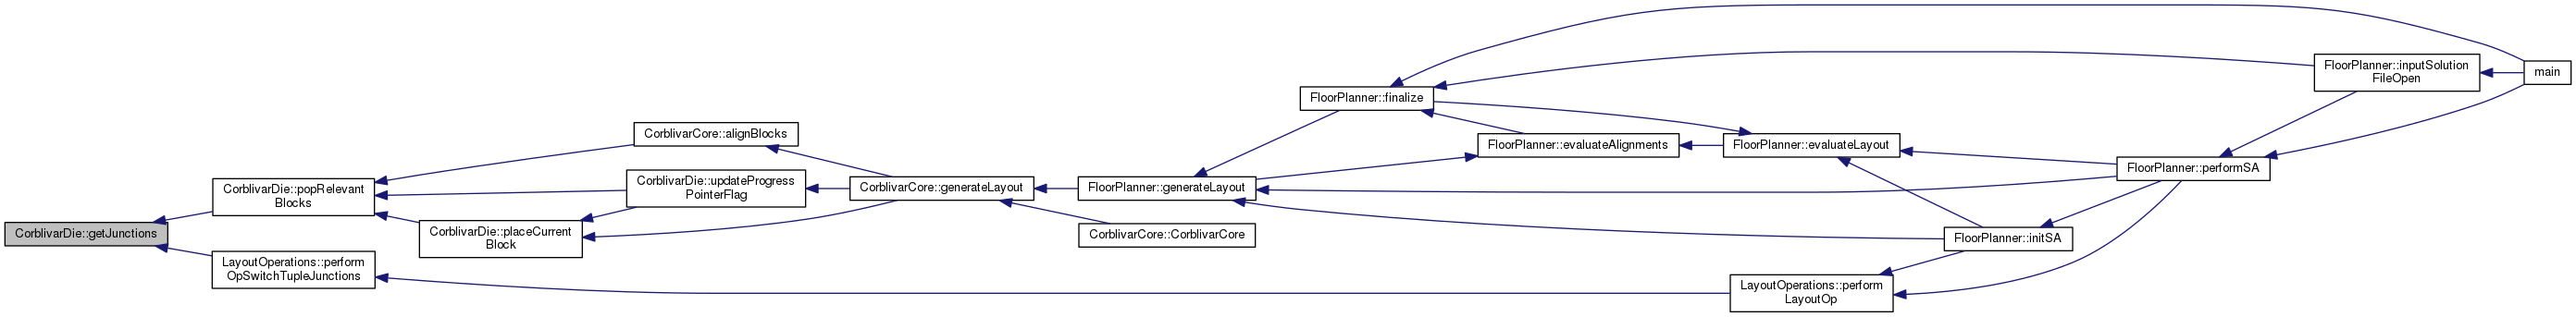 CorblivarDie::getJunctions
CorblivarDie::popRelevant
Blocks
LayoutOperations::perform
OpSwitchTupleJunctions
CorblivarCore::alignBlocks
CorblivarDie::updateProgress
PointerFlag
CorblivarDie::placeCurrent
Block
CorblivarCore::generateLayout
FloorPlanner::generateLayout
CorblivarCore::CorblivarCore
FloorPlanner::finalize
FloorPlanner::evaluateAlignments
FloorPlanner::evaluateLayout
LayoutOperations::perform
LayoutOp
FloorPlanner::initSA
FloorPlanner::performSA
FloorPlanner::inputSolution
FileOpen
main